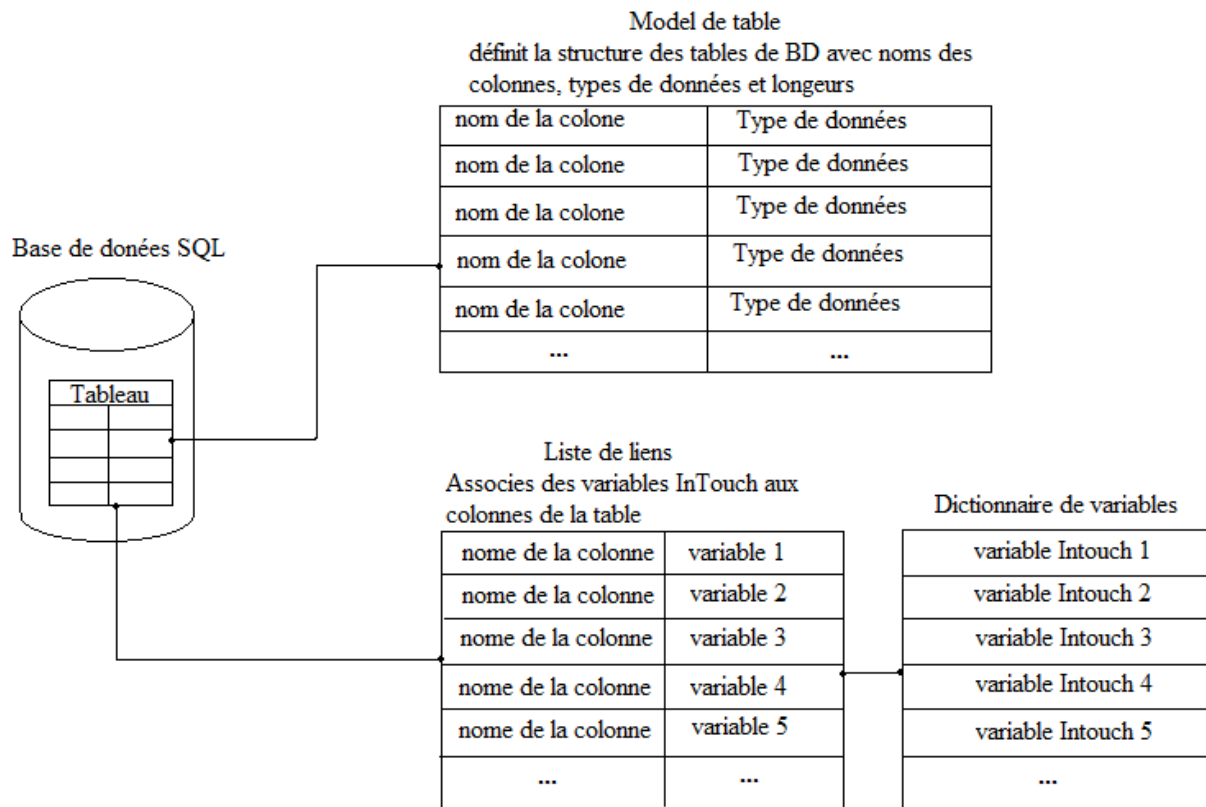 Model de table
définit la structure des tables de BD avec noms des
colonnes, types de données et longeurs
nom de la colone Type de données
nom de la colone Type de données
nom de la colone Type de données
nom de la colone Type de données
nom de la colone Type de données
... ...
Base de donées SQL
Tableau
Liste de liens
Associes des variables InTouch aux
colonnes de la table
nome de la colonne variable 1
nome de la colonne variable 2
nome de la colonne variable 3
nome de la colonne variable 4
nome de la colonne variable 5
... ...
Dictionnaire de variables
variable Intouch 1
variable Intouch 2
variable Intouch 3
variable Intouch 4
variable Intouch 5
...